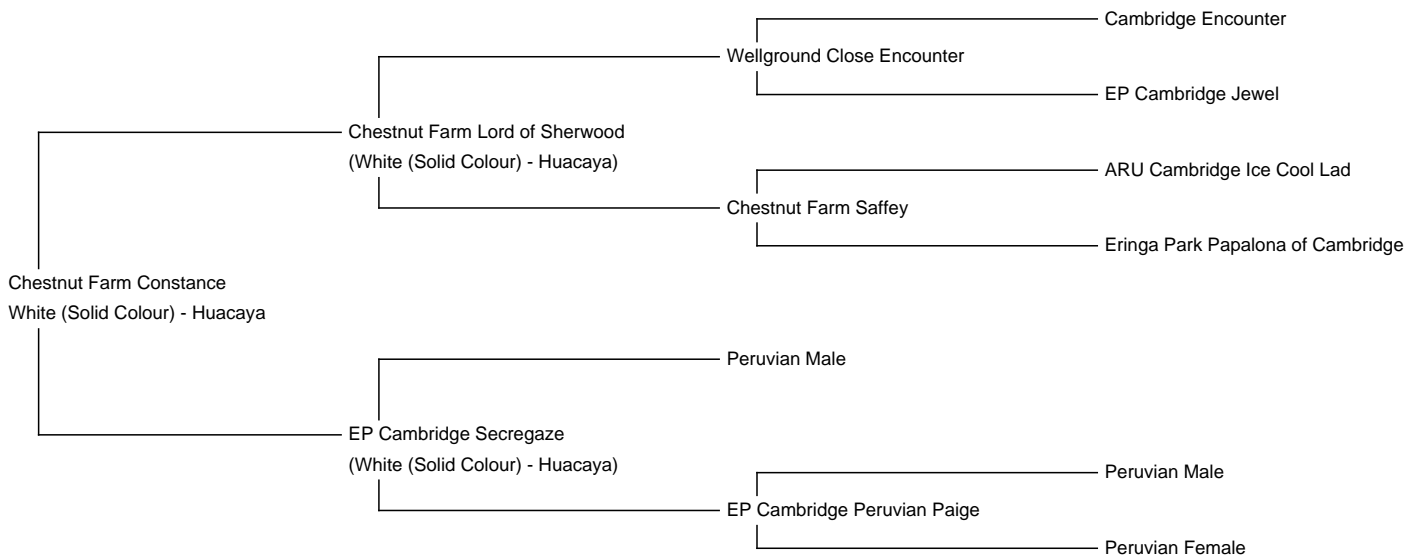 Cambridge Encounter
Wellground Close Encounter
EP Cambridge Jewel
Chestnut Farm Lord of Sherwood
(White (Solid Colour) - Huacaya)
ARU Cambridge Ice Cool Lad
Chestnut Farm Saffey
Eringa Park Papalona of Cambridge
Chestnut Farm Constance
White (Solid Colour) - Huacaya
Peruvian Male
EP Cambridge Secregaze
(White (Solid Colour) - Huacaya)
Peruvian Male
EP Cambridge Peruvian Paige
Peruvian Female